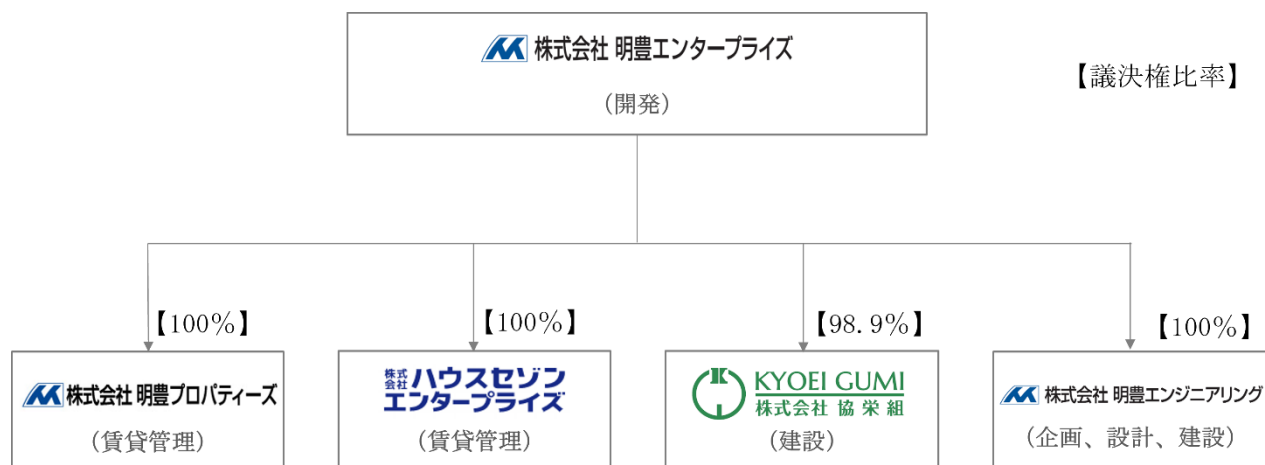 株式会社 明豊エンタープライズ
（開発）
【議決権比率】
【100％】
【100％】
【98.9％】
【100％】
株式会社 明豊プロパティーズ
（賃貸管理）
株式会社ハウスセゾン
エンタープライズ
（賃貸管理）
KYOEI GUMI
株式会社 協栄組
（建設）
株式会社 明豊エンジニアリング
（企画、設計、建設）